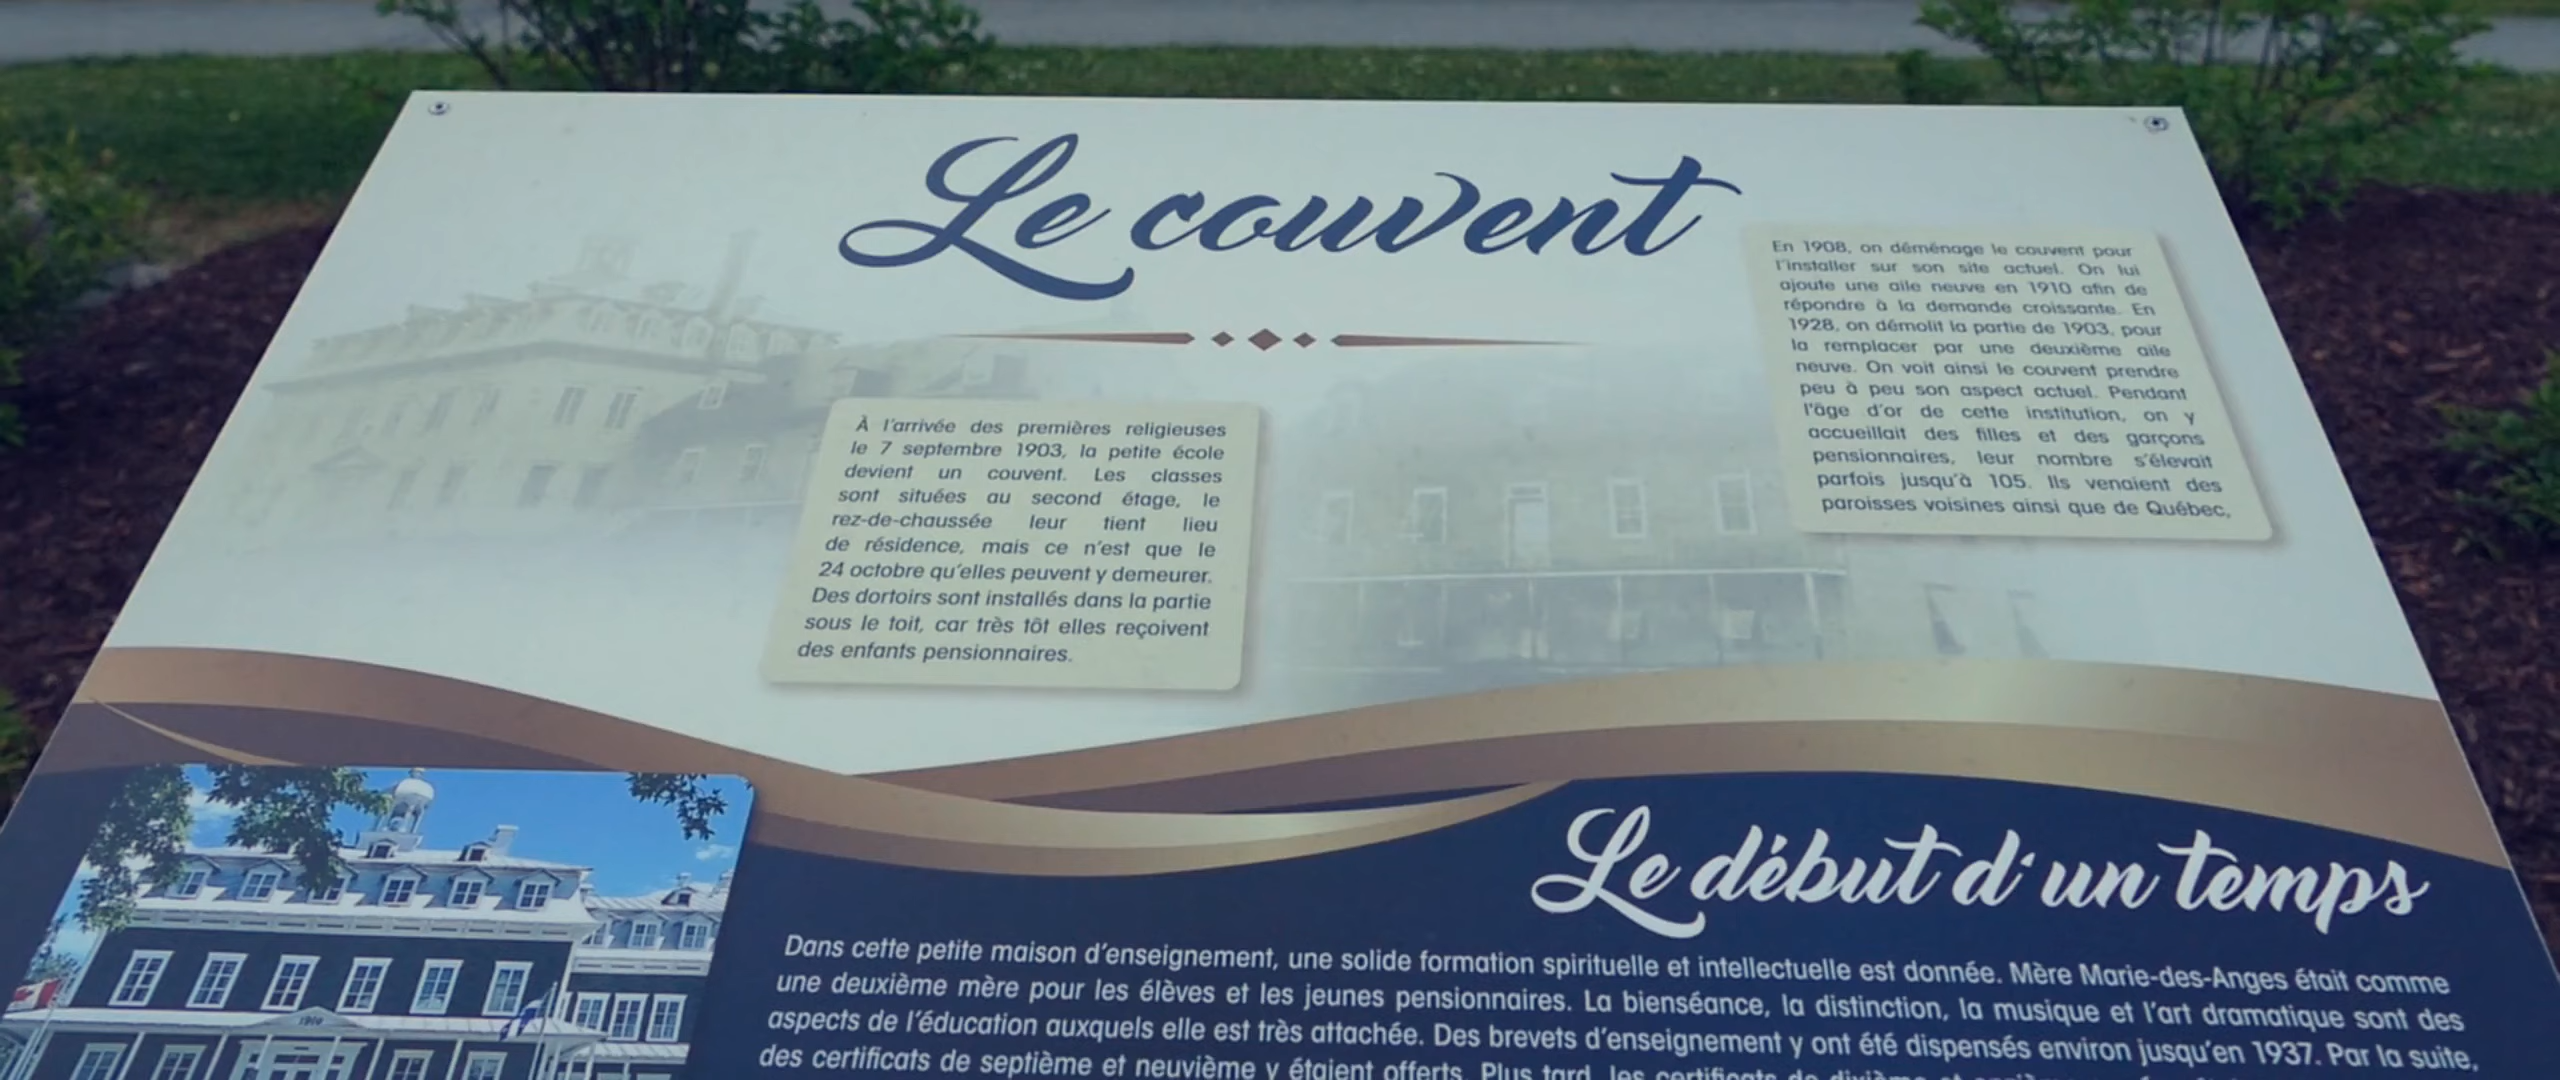 Le couvent
À l'arrivée des premières religieuses
le 7 septembre 1903, la petite école
devient un couvent. Les classes
sont situées au second étage, le
rez-de-chaussée leur tient lieu
de résidence, mais ce n'est que le
24 octobre qu'elles peuvent y demeurer.
Des dortoirs sont installés dans la partie
sous le toit, car très tôt elles reçoivent
des enfants pensionnaires.
En 1908, on déménage le couvent pour
l'installer sur son site actuel. On lui
ajoute une aile neuve en 1910 afin de
répondre à la demande croissante. En
1928, on démolit la partie de 1903, pour
la remplacer par une deuxième aile
neuve. On voit ainsi le couvent prendre
peu à peu son aspect actuel. Pendant
l'âge d'or de cette institution, on y
accueillait des filles et des garçons
pensionnaires, leur nombre s'élevait
parfois jusqu'à 105. Ils venaient des
paroisses voisines ainsi que de Québec,
Le début d'un temps
Dans cette petite maison d'enseignement, une solide formation spirituelle et intellectuelle est donnée. Mère Marie-des-Anges était comme
une deuxième mère pour les élèves et les jeunes pensionnaires. La bienséance, la distinction, la musique et l'art dramatique sont des
aspects de l'éducation auxquels elle est très attachée. Des brevets d'enseignement y ont été dispensés environ jusqu'en 1937. Par la suite,
des certificats de septième et neuvième y étaient offerts. Plus tard, les certificats de dixième et